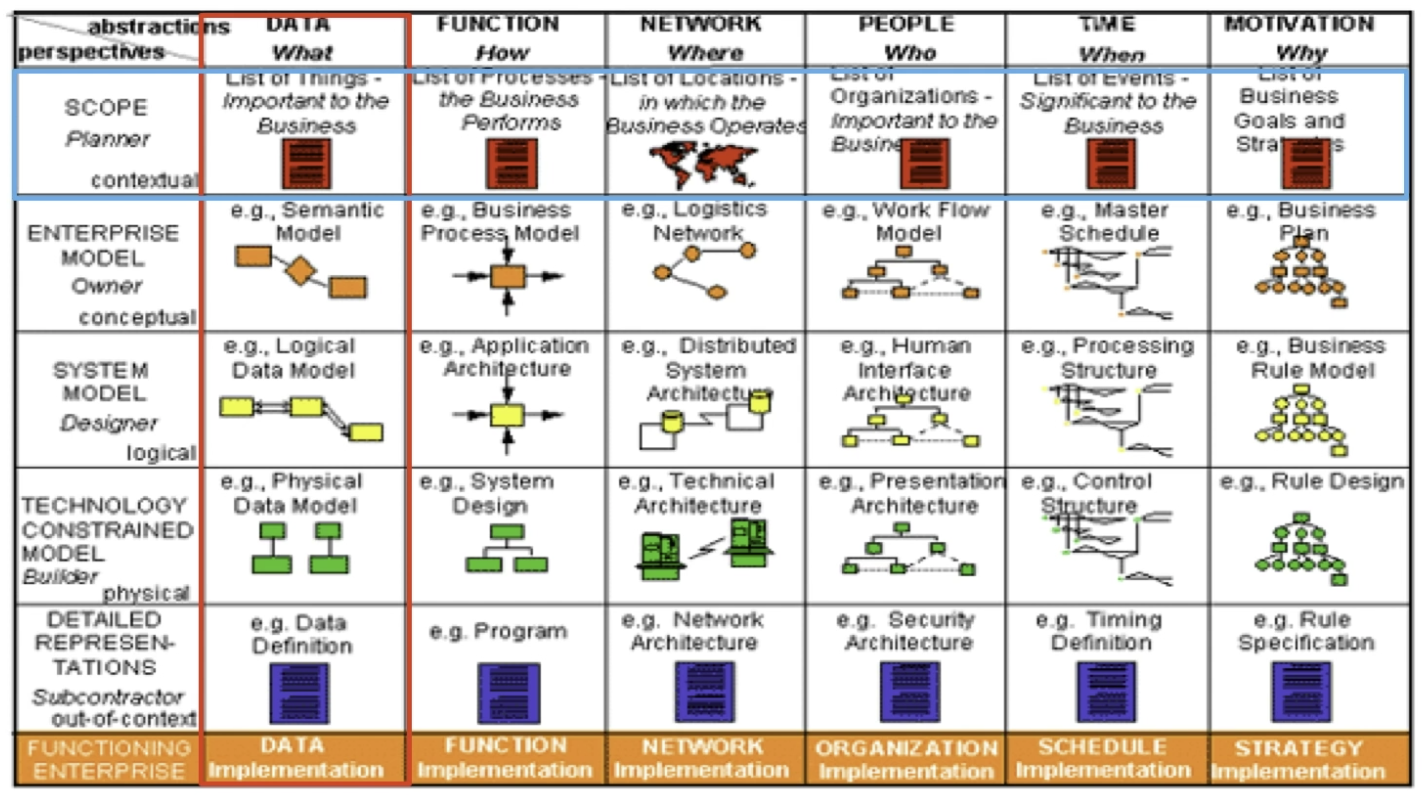 abstractions
perspectives
DATA
What
FUNCTION
How
NETWORK
Where
PEOPLE
Who
TIME
When
MOTIVATION
Why
SCOPE
Planner
contextual
List of Things -
Important to the
Business
List of Processes -
the Business
Performs
List of Locations -
in which the
Business Operates
List of
Organizations -
Important to the
List of Events -
Significant to the
Business
List of
Business
Goals and
ENTERPRISE
MODEL
Owner
conceptual
e.g., Semantic
Model
e.g., Business
Process Model
e.g., Logistics
Network
e.g., Work Flow
Model
e.g., Master
Schedule
e.g., Business
Plan
SYSTEM
MODEL
Designer
logical
e.g., Logical
Data Model
e.g., Application
Architecture
e.g., Distributed
System
Architecture
e.g., Human
Interface
Architecture
e.g., Processing
Structure
e.g., Business
Rule Model
TECHNOLOGY
CONSTRAINED
MODEL
Builder
physical
e.g., Physical
Data Model
e.g., System
Design
e.g., Technical
Architecture
e.g., Presentation
Architecture
e.g., Control
Structure
e.g., Rule Design
DETAILED
REPRESEN-
TATIONS
Subcontractor
out-of-context
e.g. Data
Definition
e.g. Program
e.g. Network
Architecture
e.g. Security
Architecture
e.g. Timing
Definition
e.g. Rule
Specification
FUNCTIONING
ENTERPRISE
DATA
Implementation
FUNCTION
Implementation
NETWORK
Implementation
ORGANIZATION
Implementation
SCHEDULE
Implementation
STRATEGY
Implementation